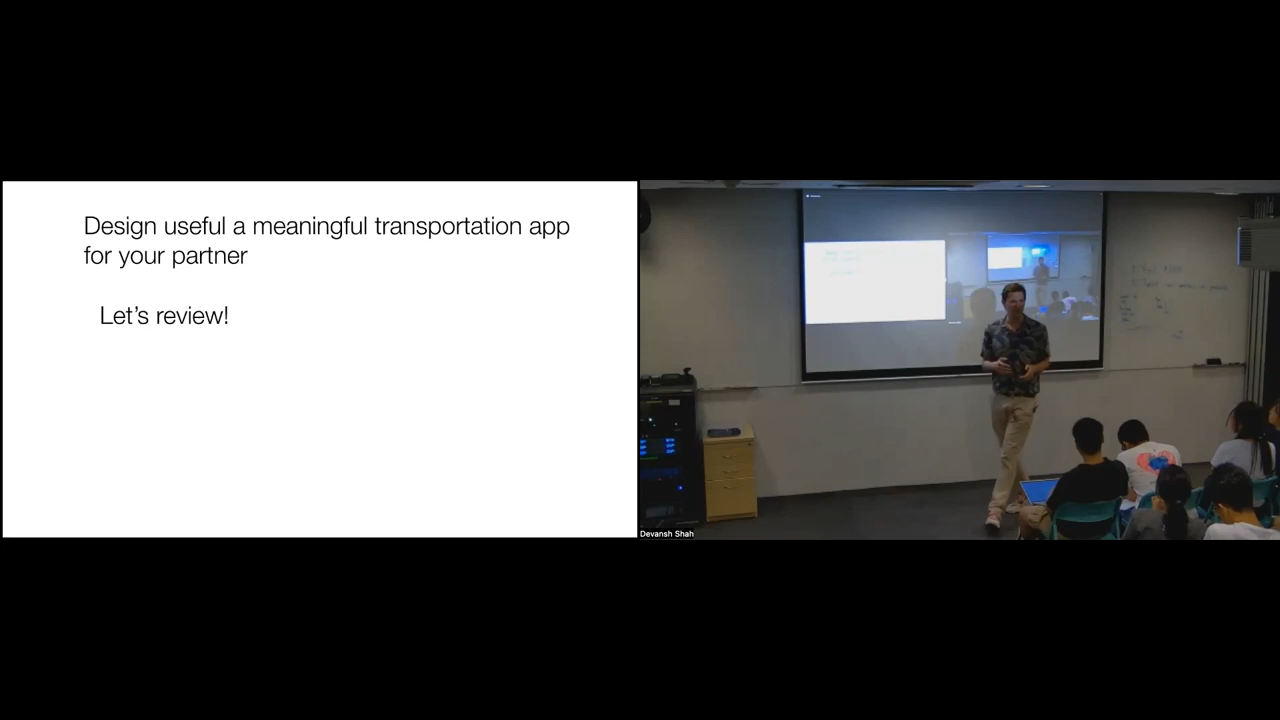 Design useful a meaningful transportation app
for your partner
Let's review!
Devansh Shah